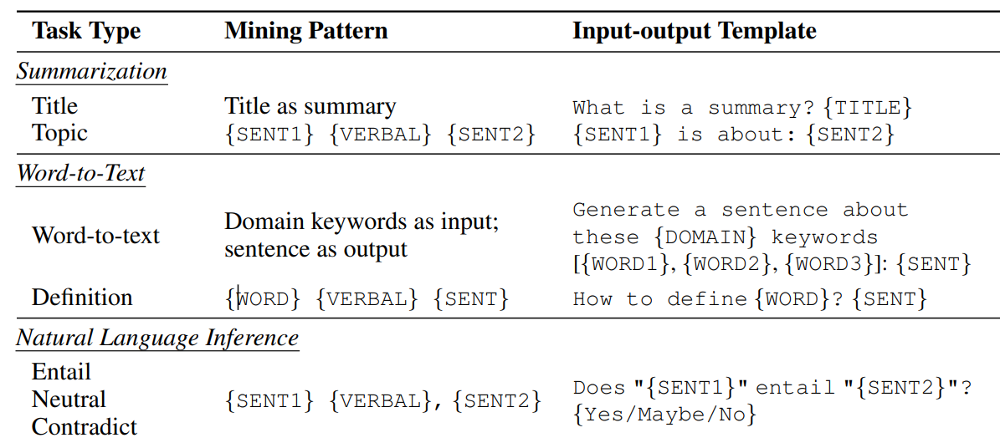 Task Type Mining Pattern Input-output Template
Summarization
Title Title as summary What is a summary? {TITLE}
Topic {SENT1} {VERBAL} {SENT2} {SENT1} is about: {SENT2}
Word-to-Text
Word-to-text Domain keywords as input; sentence as output Generate a sentence about these {DOMAIN} keywords [{WORD1}, {WORD2}, {WORD3}]: {SENT}
Definition {WORD} {VERBAL} {SENT} How to define {WORD}? {SENT}
Natural Language Inference
Entail
Neutral {SENT1} {VERBAL}, {SENT2} Does "{SENT1}" entail "{SENT2}"? {Yes/Maybe/No}
Contradict